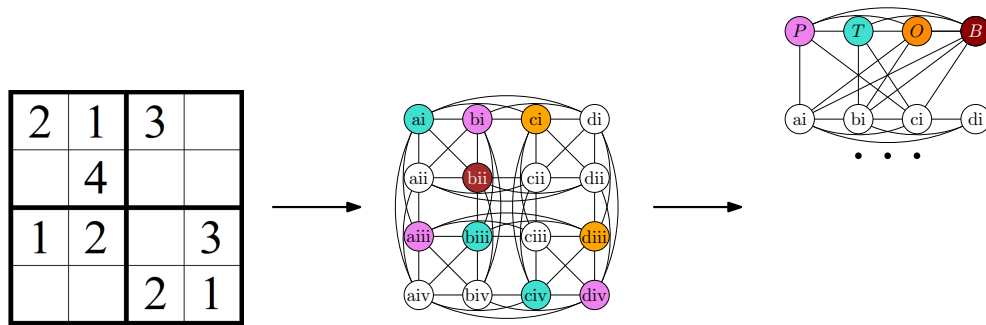 P T O B
ai bi ci di
2 1 3
4
1 2 3
2 1
ai bi ci di
aii bii cii dii
aiii biii ciii diii
aiv biv civ div